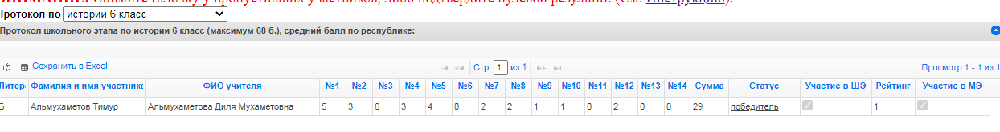 ВНИМАНИЕ! Снимите галочку у пропустивших участников, либо подтвердите нулевой результат. (См. Инструкцию).
Протокол по истории 6 класс
Протокол школьного этапа по истории 6 класс (максимум 68 б.), средний балл по республике:
Сохранить в Excel Стр. 1 из 1 Просмотр 1 - 1 из 1
Литера Фамилия и имя участника ФИО учителя №1 №2 №3 №4 №5 №6 №7 №8 №9 №10 №11 №12 №13 №14 Сумма Статус Участие в ШЭ Рейтинг Участие в МЭ
Б Альмухаметов Тимур Альмухаметова Диля Мухаметовна 5 3 6 3 4 0 2 2 1 1 0 2 0 0 29 победитель 1